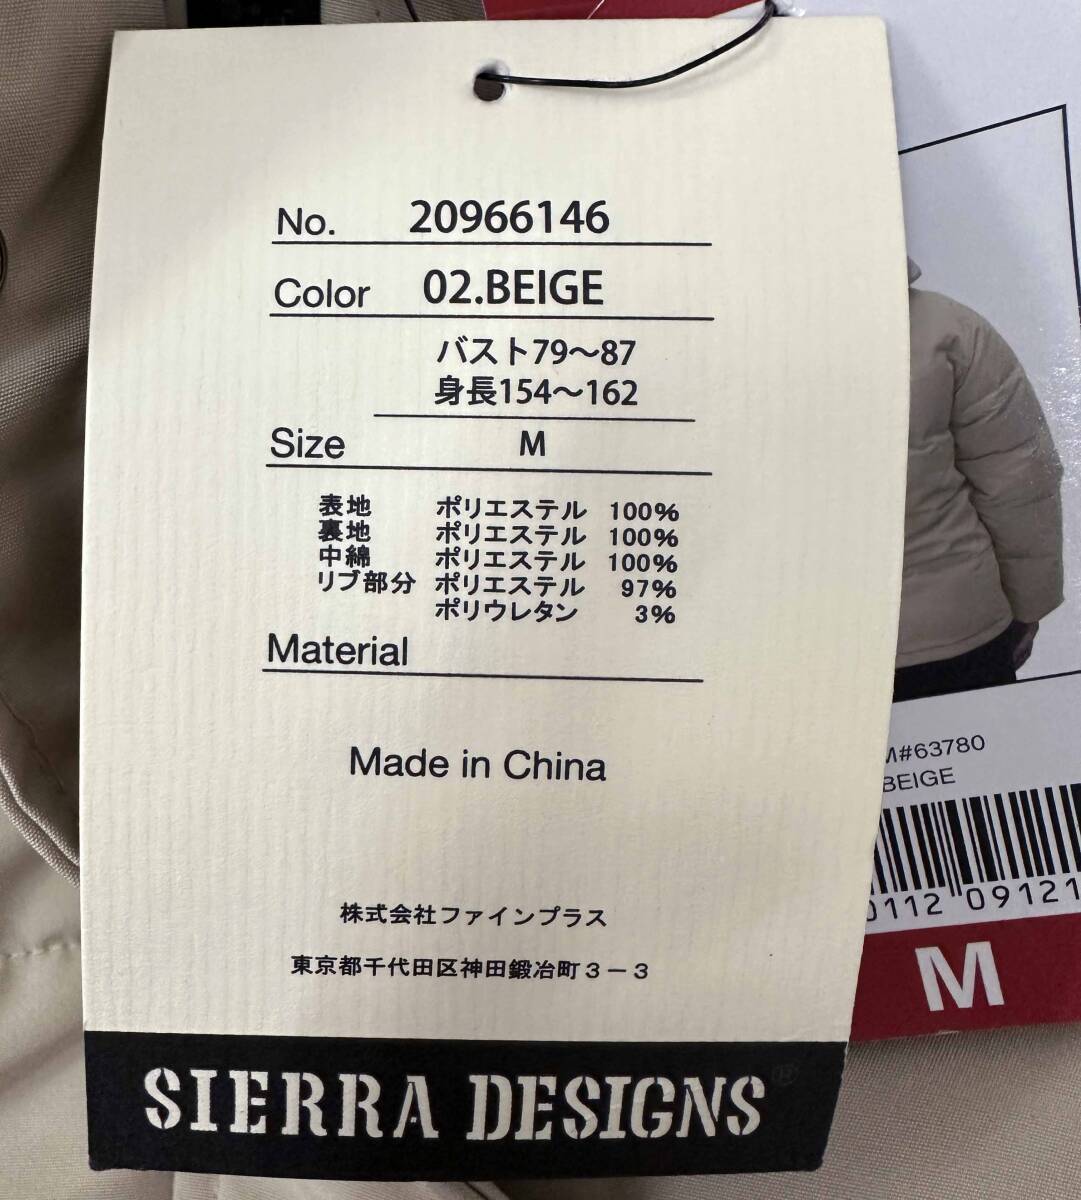 No. 20966146
Color 02.BEIGE
バスト79～87
身長154～162
Size M
表地 ポリエステル 100%
裏地 ポリエステル 100%
中綿 ポリエステル 100%
リブ部分 ポリエステル 97%
ポリウレタン 3%
Material
Made in China
株式会社ファインプラス
東京都千代田区神田鍛冶町３－３
SIERRA DESIGNS®
M#63780
BEIGE
0112 09121
M